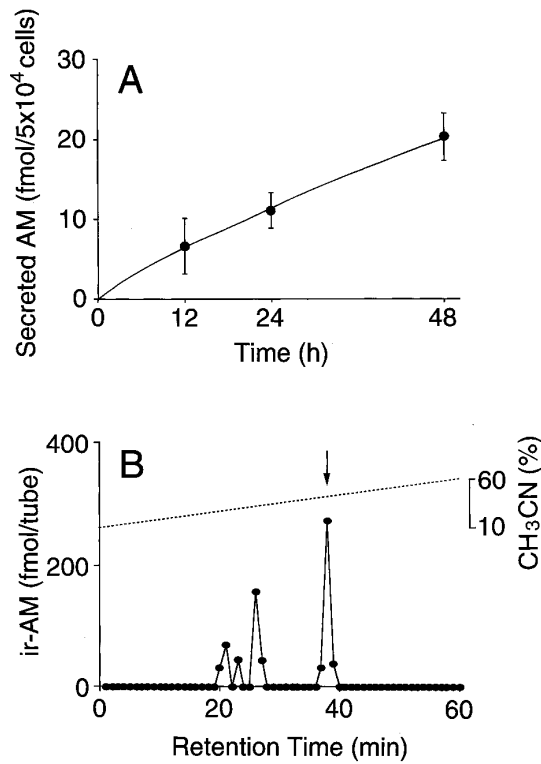 A
Secreted AM (fmol/5x10⁴ cells)
30
20
10
0
0 12 24 48
Time (h)
B
ir-AM (fmol/tube)
400
200
0
60
10
CH₃CN (%)
0 20 40 60
Retention Time (min)